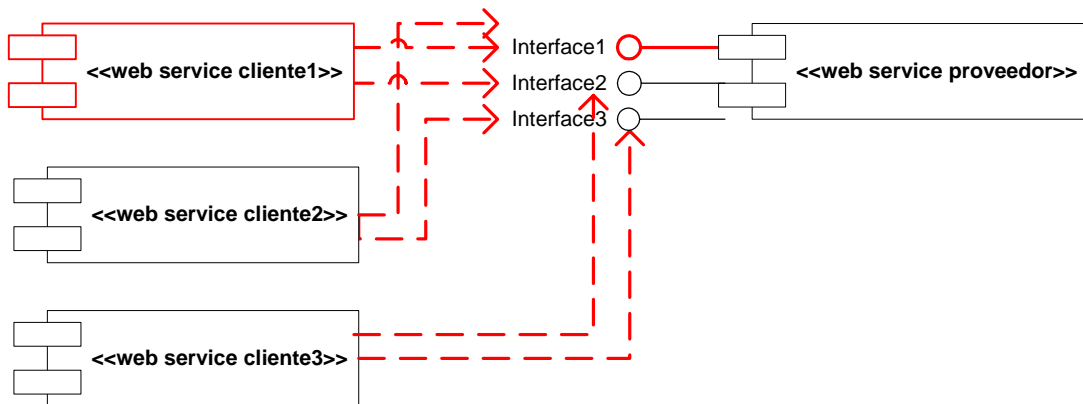 <<web service cliente1>>
Interface1
Interface2
Interface3
<<web service proveedor>>
<<web service cliente2>>
<<web service cliente3>>